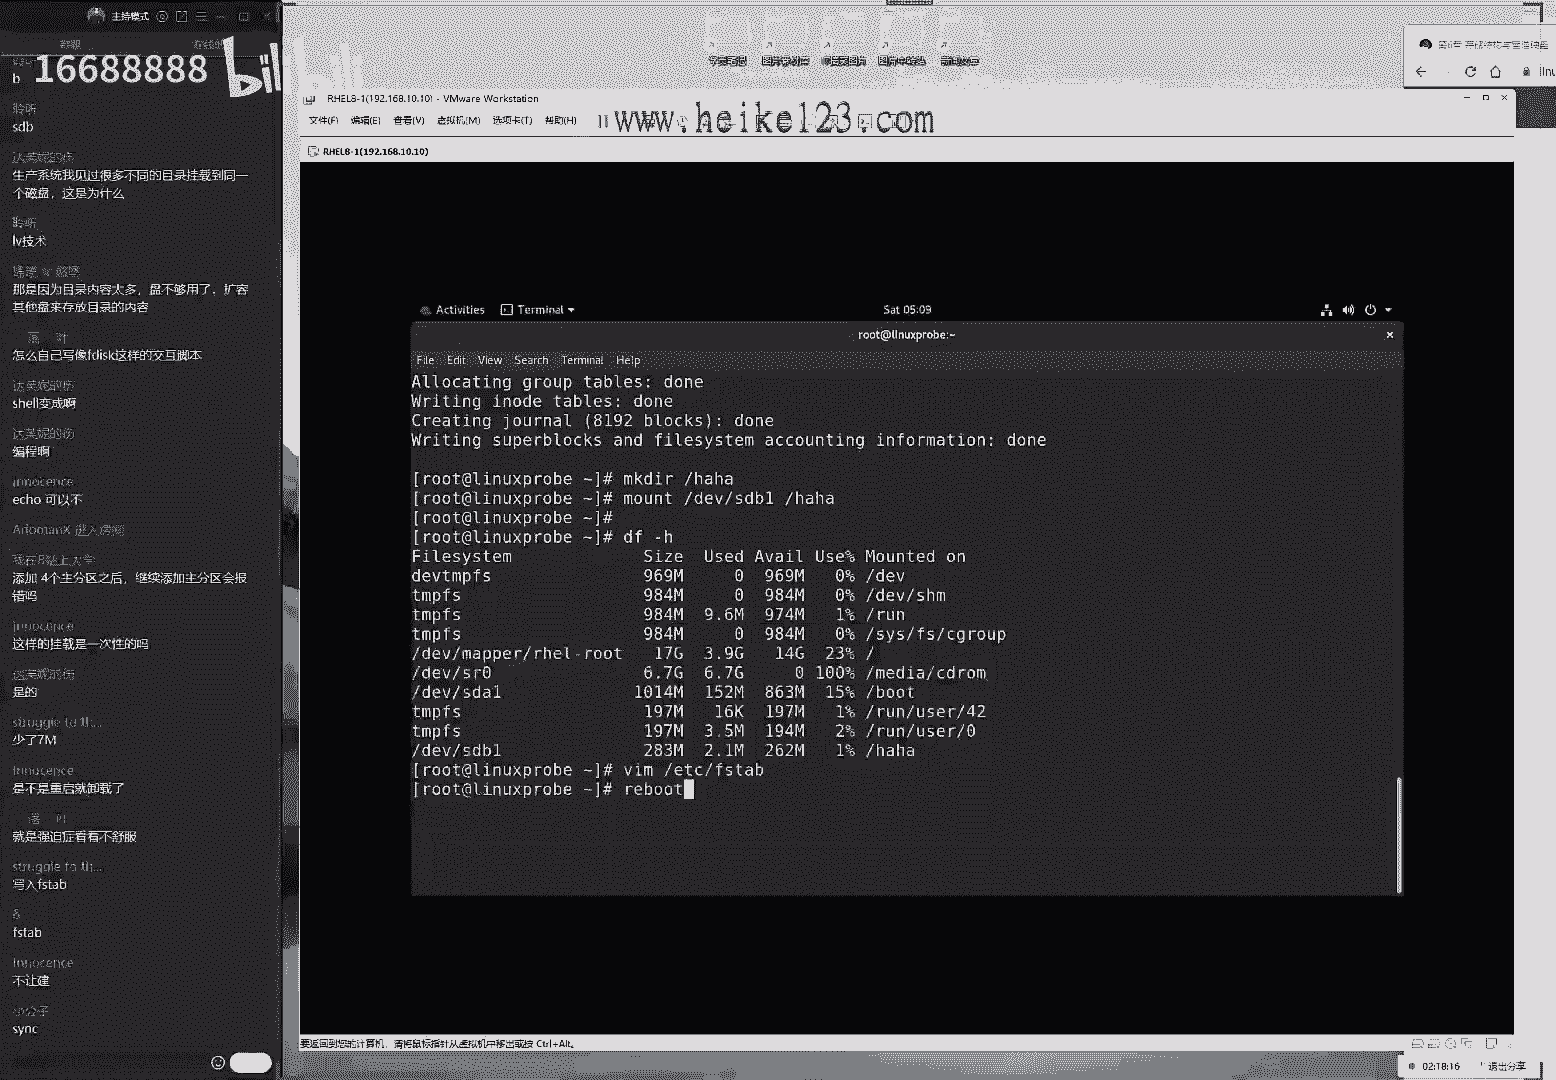 主持模式
16688888
b
聆听
sdb
生产系统我见过很多不同的目录挂载到同一
个磁盘，这是为什么
聆听
lv技术
那是因为目录内容太多，盘不够用了，扩容
其他盘来存放目录的内容
怎么自己写像fdisk这样的交互脚本
shell变成啊
编程啊
innocence
echo 可以不
添加 4个主分区之后，继续添加主分区会报
错吗
innocence
这样的挂载是一次性的吗
是的
struggle to th...
少了7M
innocence
是不是重启就卸载了
就是强迫症看着不舒服
struggle to th...
写入fstab
&
fstab
innocence
不让建
sync
RHEL8-1(192.168.10.10) - VMware Workstation
文件(F) 编辑(E) 查看(V) 虚拟机(M) 选项卡(T) 帮助(H)
www.heike123.com
RHEL8-1(192.168.10.10)
Activities Terminal Sat 05:09
root@linuxprobe:~
File Edit View Search Terminal Help
Allocating group tables: done
Writing inode tables: done
Creating journal (8192 blocks): done
Writing superblocks and filesystem accounting information: done
[root@linuxprobe ~]# mkdir /haha
[root@linuxprobe ~]# mount /dev/sdb1 /haha
[root@linuxprobe ~]#
[root@linuxprobe ~]# df -h
Filesystem Size Used Avail Use% Mounted on
devtmpfs 969M 0 969M 0% /dev
tmpfs 984M 0 984M 0% /dev/shm
tmpfs 984M 9.6M 974M 1% /run
tmpfs 984M 0 984M 0% /sys/fs/cgroup
/dev/mapper/rhel-root 17G 3.9G 14G 23% /
/dev/sr0 6.7G 6.7G 0 100% /media/cdrom
/dev/sda1 1014M 152M 863M 15% /boot
tmpfs 197M 16K 197M 1% /run/user/42
tmpfs 197M 3.5M 194M 2% /run/user/0
/dev/sdb1 283M 2.1M 262M 1% /haha
[root@linuxprobe ~]# vim /etc/fstab
[root@linuxprobe ~]# reboot
要返回到您的计算机，请将鼠标指针从虚拟机中移出或按 Ctrl+Alt。
02:18:16 退出分享